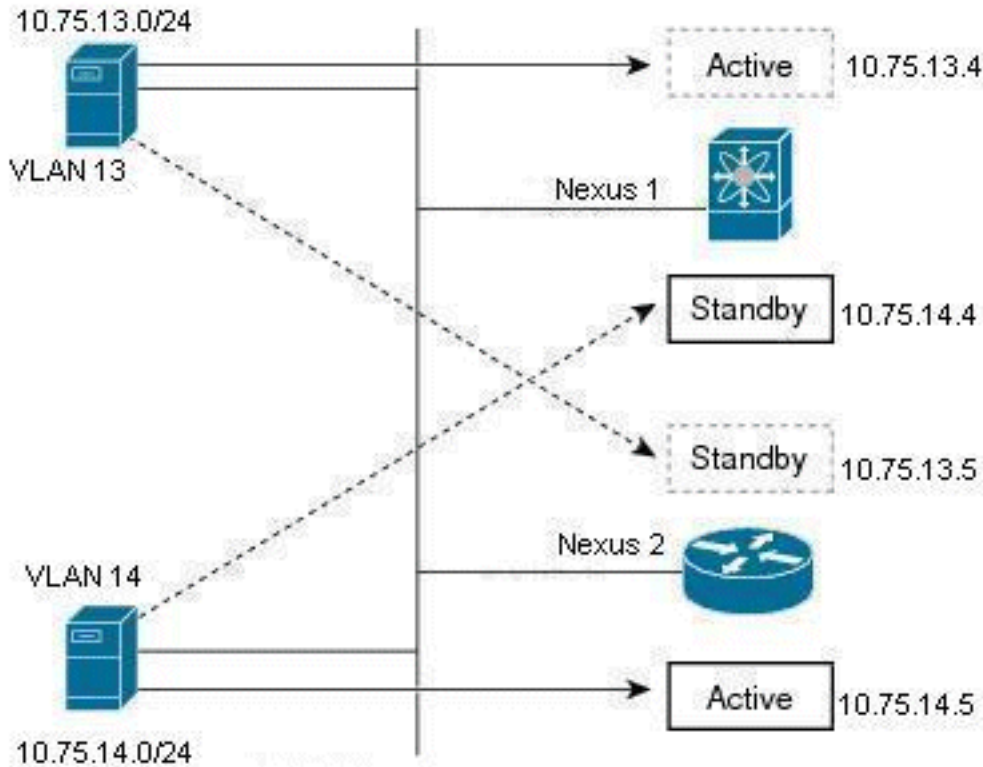 10.75.13.0/24
Active 10.75.13.4
VLAN 13
Nexus 1
Standby 10.75.14.4
Standby 10.75.13.5
Nexus 2
VLAN 14
Active 10.75.14.5
10.75.14.0/24